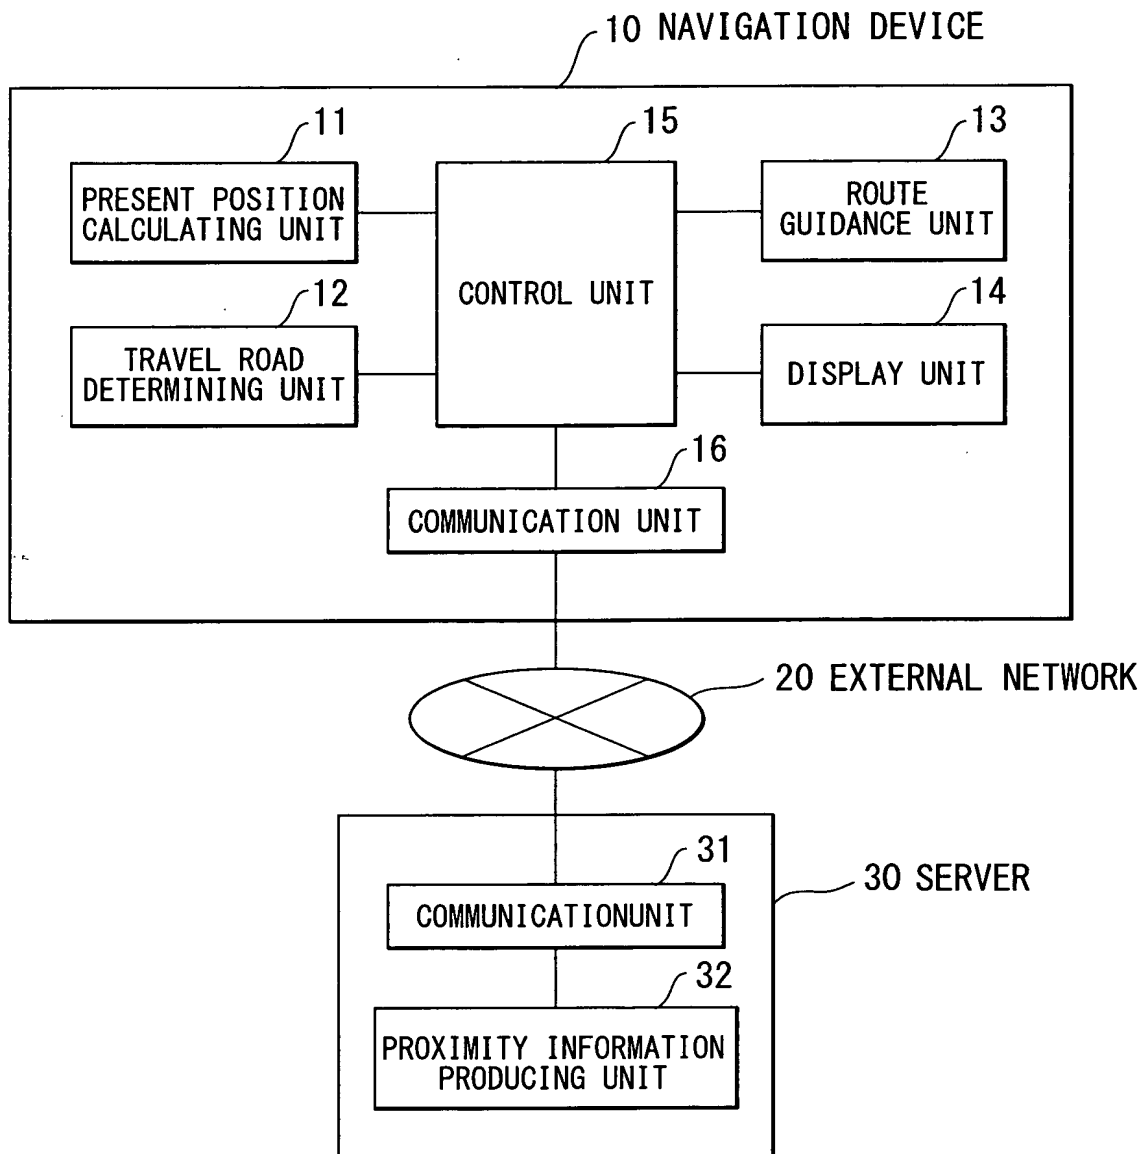 10 NAVIGATION DEVICE
11
15
13
PRESENT POSITION
CALCULATING UNIT
CONTROL UNIT
ROUTE
GUIDANCE UNIT
12
14
TRAVEL ROAD
DETERMINING UNIT
DISPLAY UNIT
16
COMMUNICATION UNIT
20 EXTERNAL NETWORK
31
30 SERVER
COMMUNICATIONUNIT
32
PROXIMITY INFORMATION
PRODUCING UNIT